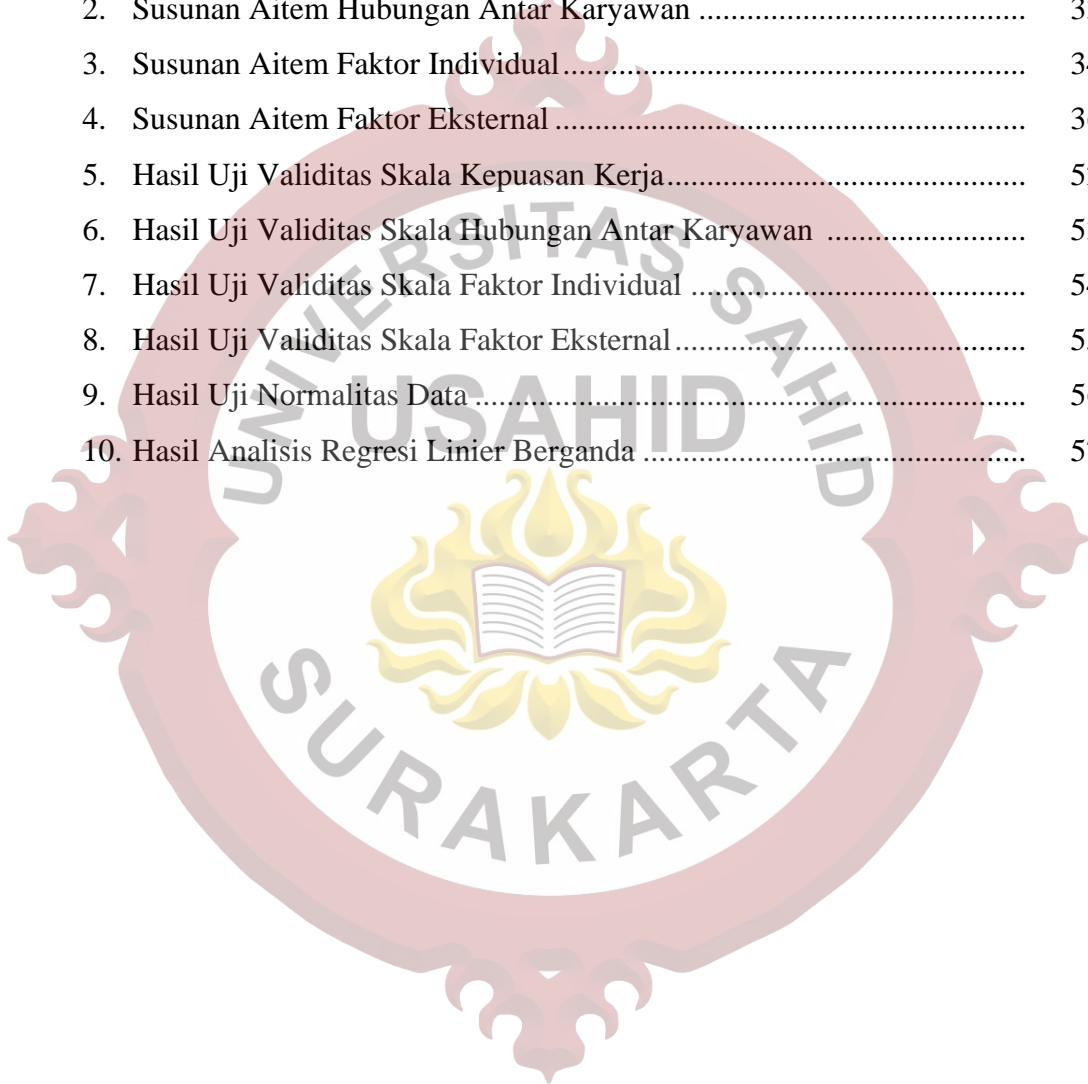 2. Susunan Aitem Hubungan Antar Karyawan ....................................
3. Susunan Aitem Faktor Individual ....................................................
4. Susunan Aitem Faktor Eksternal .....................................................
5. Hasil Uji Validitas Skala Kepuasan Kerja.........................................
6. Hasil Uji Validitas Skala Hubungan Antar Karyawan ......................
7. Hasil Uji Validitas Skala Faktor Individual ......................................
8. Hasil Uji Validitas Skala Faktor Eksternal ........................................
9. Hasil Uji Normalitas Data ...............................................................
10. Hasil Analisis Regresi Linier Berganda ...........................................
UNIVERSITAS SAHID
USAHID
SURAKARTA